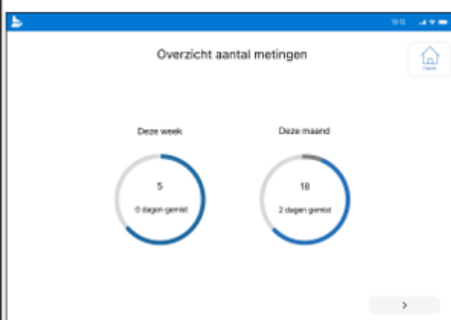 Overzicht aantal metingen
Home
Deze week
Deze maand
5
18
0 dagen gemist
2 dagen gemist